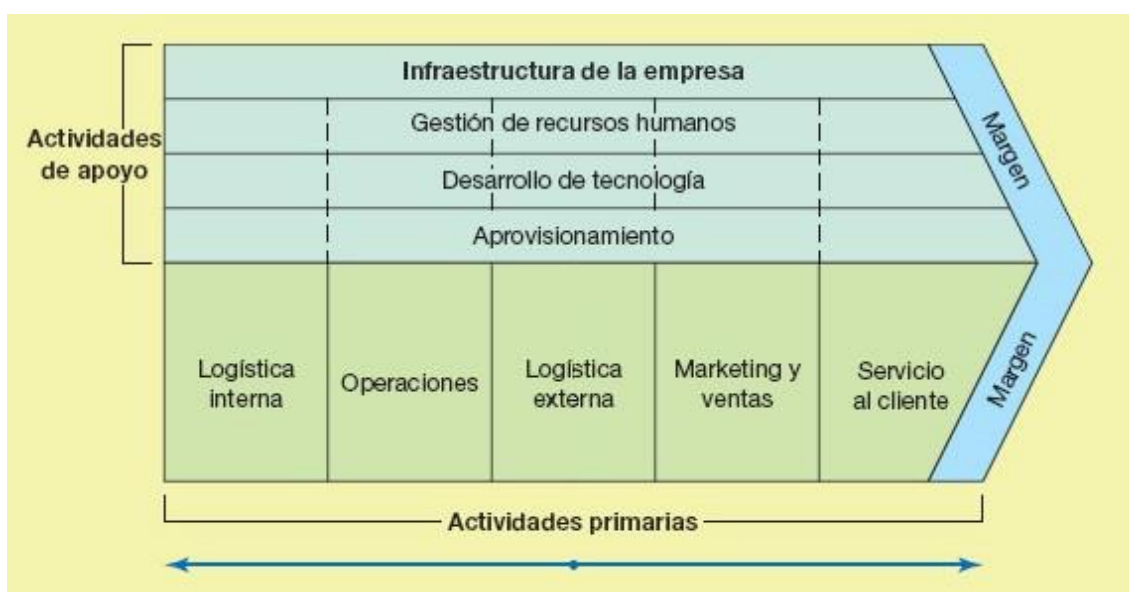 Infraestructura de la empresa
Gestión de recursos humanos
Desarrollo de tecnología
Aprovisionamiento
Actividades
de apoyo
Margen
Logística
interna
Operaciones
Logística
externa
Marketing y
ventas
Servicio
al cliente
Margen
Actividades primarias